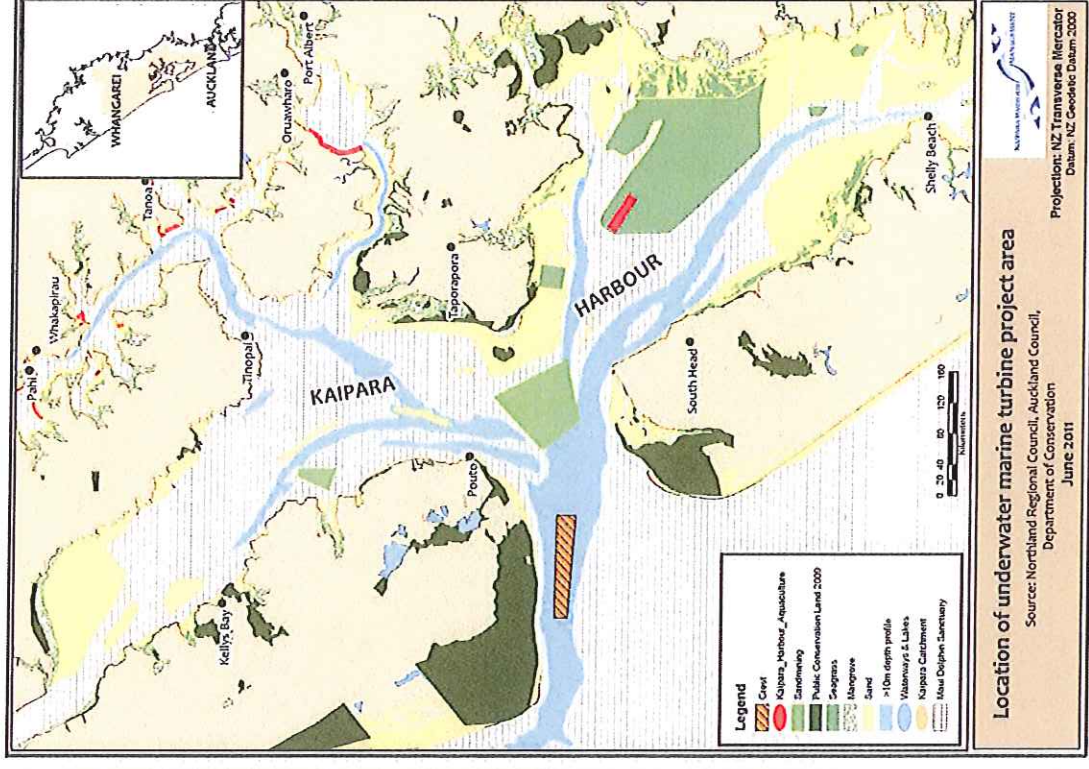 WHANGAREI
AUCKLAND
Port Albert
Oruawharo
Tanoa
Whakapirau
Pahi
Tinopai
Taporapora
KAIPARA
HARBOUR
Kellys Bay
Pouto
South Head
Shelly Beach
Legend
Crest
Kaipara_Harbour_Aquaculture
Sandmining
Public Conservation Land 2009
Seagrass
Mangrove
Sand
>10m depth profile
Waterways & Lakes
Kaipara Catchment
Maui Dolphin Sanctuary
0 20 40 80 120 160
Kilometers
Location of underwater marine turbine project area
Source: Northland Regional Council, Auckland Council,
Department of Conservation
June 2011
Projection: NZ Transverse Mercator
Datum: NZ Geodetic Datum 2000